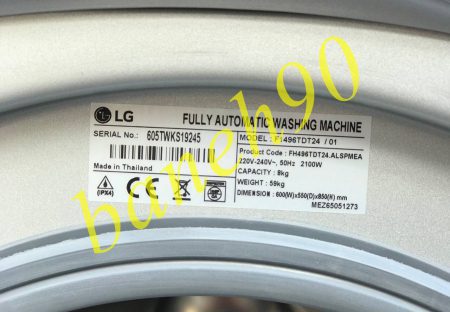 LG FULLY AUTOMATIC WASHING MACHINE
SERIAL No.: 605TWKS19245
MODEL : FH496TDT24 / 01
Product Code : FH496TDT24.ALSPMEA
220V-240V~, 50Hz 2100W
Made in Thailand
CAPACITY : 8kg
WEIGHT : 59kg
(IPX4)
DIMENSION : 600(W)x550(D)x850(H) mm
MEZ65051273
baneh90